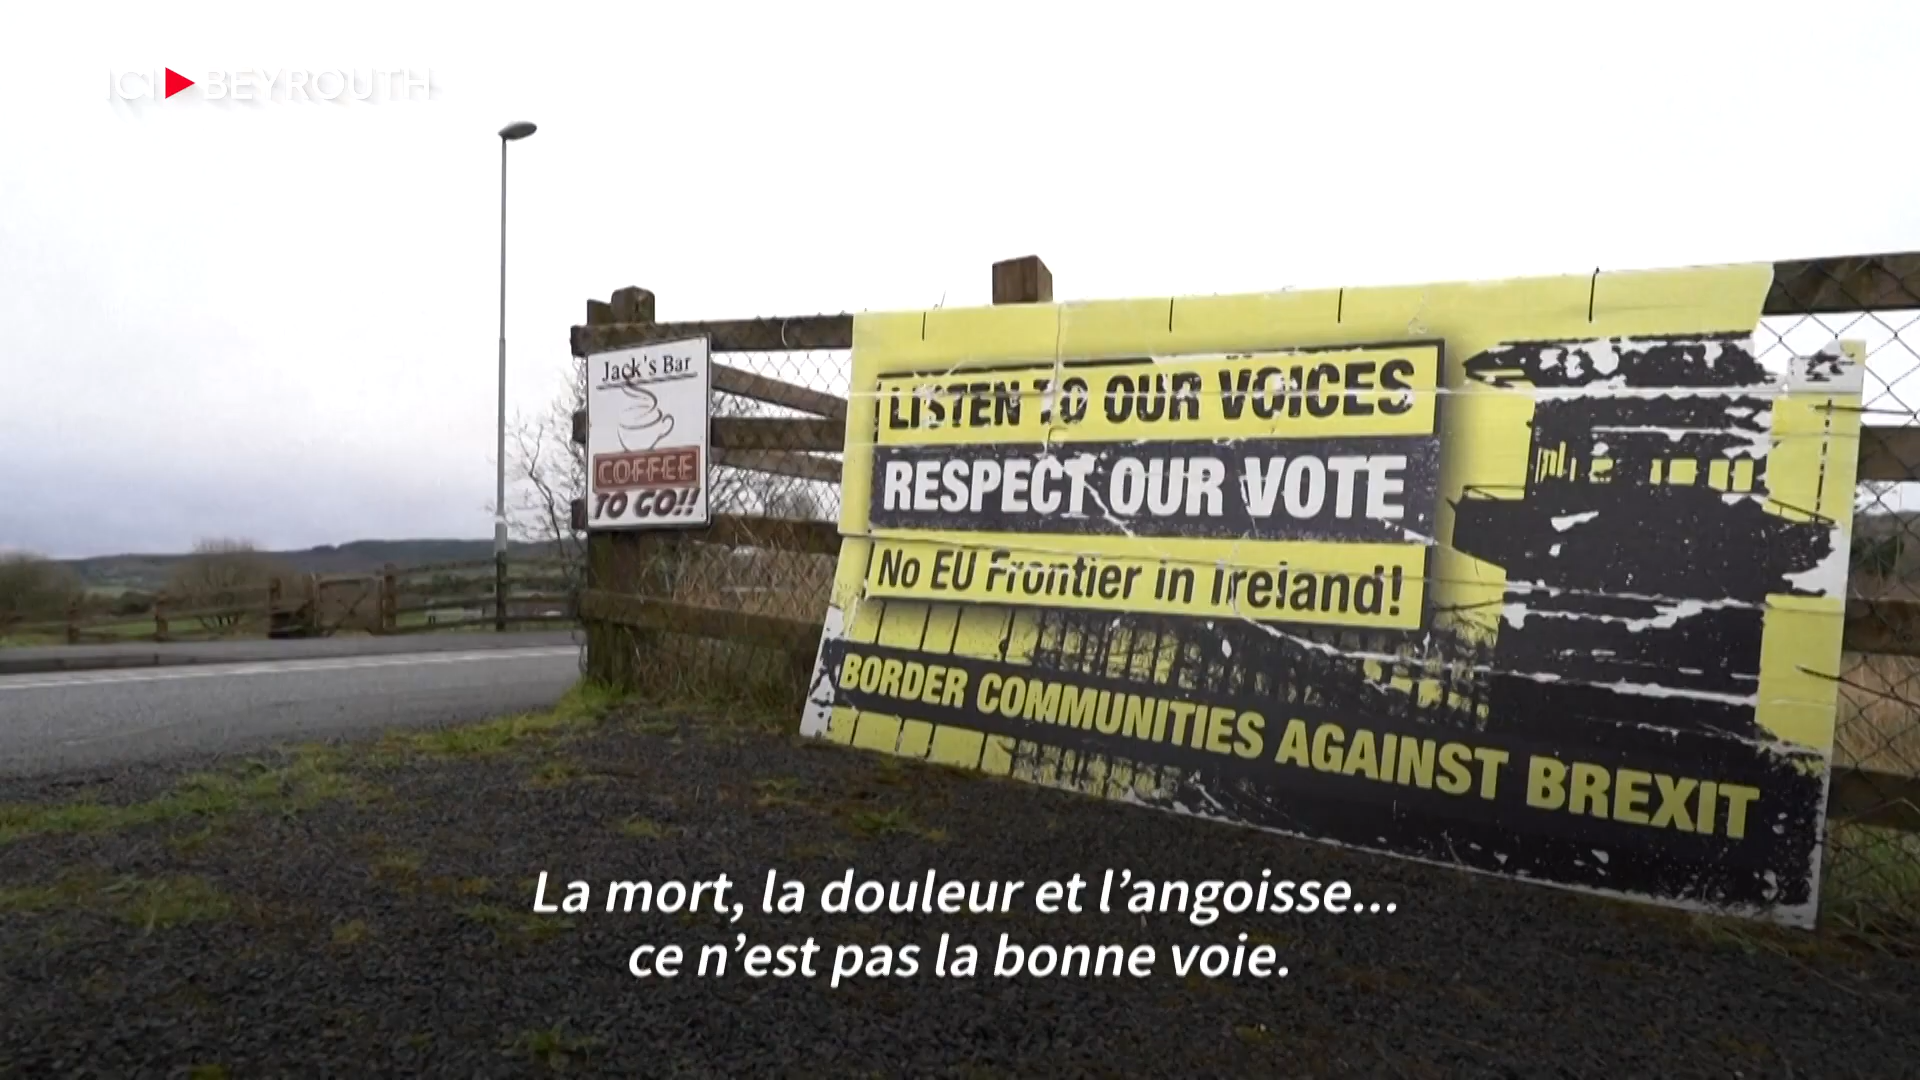 ICI BEYROUTH
Jack's Bar
COFFEE
TO GO!!
LISTEN TO OUR VOICES
RESPECT OUR VOTE
No EU Frontier in Ireland!
BORDER COMMUNITIES AGAINST BREXIT
La mort, la douleur et l’angoisse...
ce n’est pas la bonne voie.